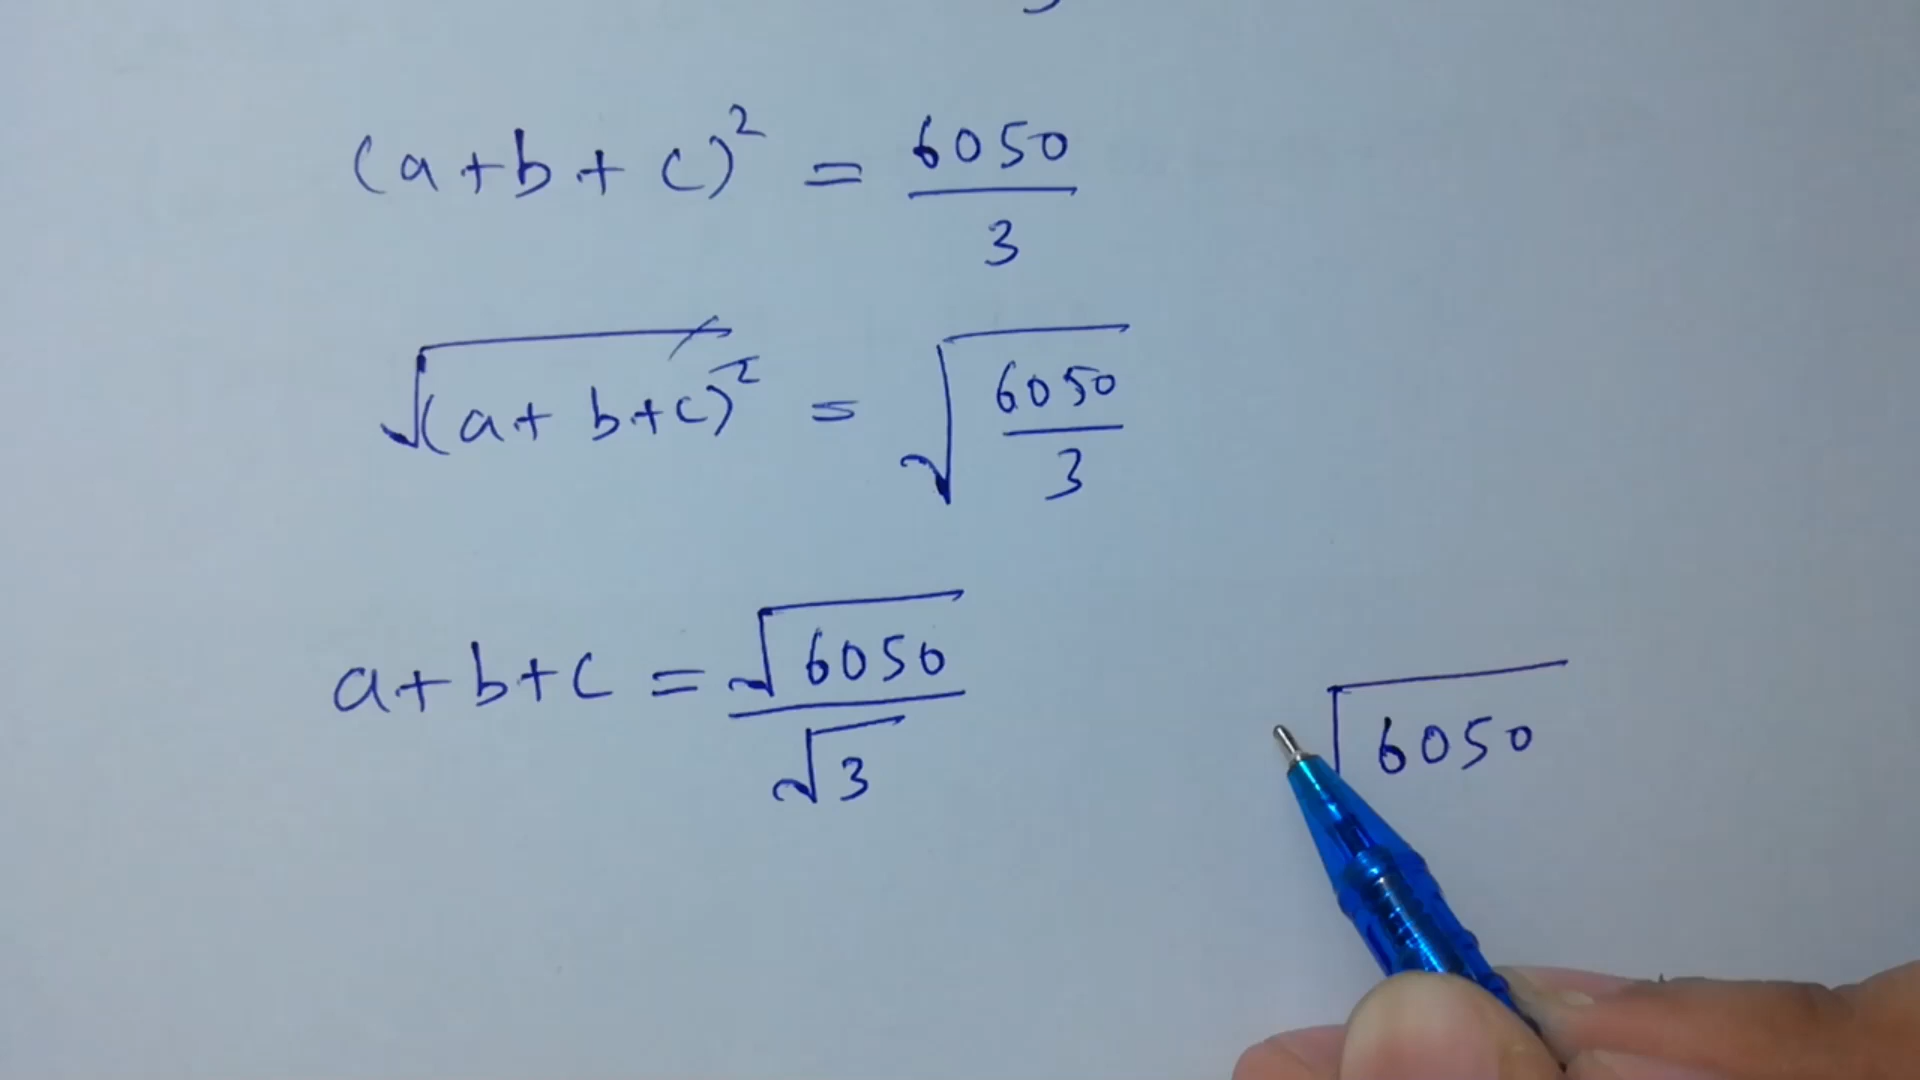 (a+b+c)² = 6050/3
√(a+b+c)² = √6050/3
a+b+c = √6050/√3
√6050